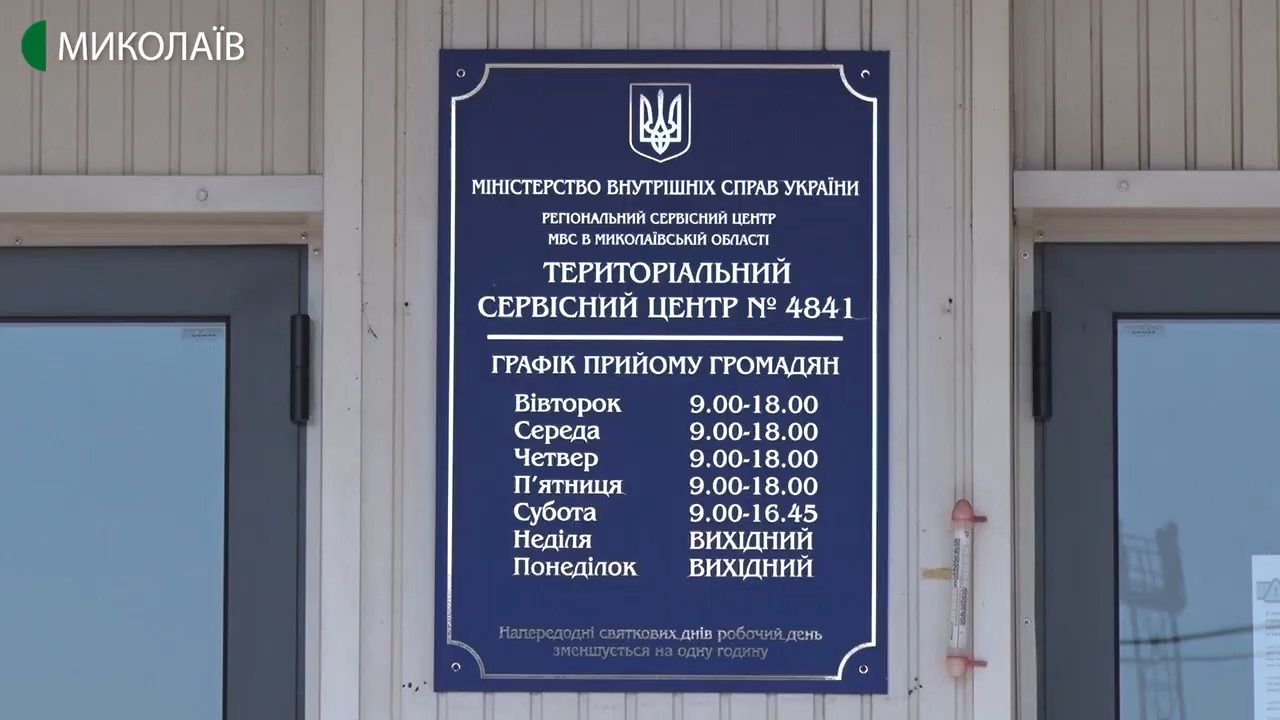 МИКОЛАЇВ
МІНІСТЕРСТВО ВНУТРІШНІХ СПРАВ УКРАЇНИ
РЕГІОНАЛЬНИЙ СЕРВІСНИЙ ЦЕНТР
МВС В МИКОЛАЇВСЬКІЙ ОБЛАСТІ
ТЕРИТОРІАЛЬНИЙ
СЕРВІСНИЙ ЦЕНТР № 4841
ГРАФІК ПРИЙОМУ ГРОМАДЯН
Вівторок 9.00-18.00
Середа 9.00-18.00
Четвер 9.00-18.00
П'ятниця 9.00-18.00
Субота 9.00-16.45
Неділя ВИХІДНИЙ
Понеділок ВИХІДНИЙ
Напередодні святкових днів робочий день
зменшується на одну годину